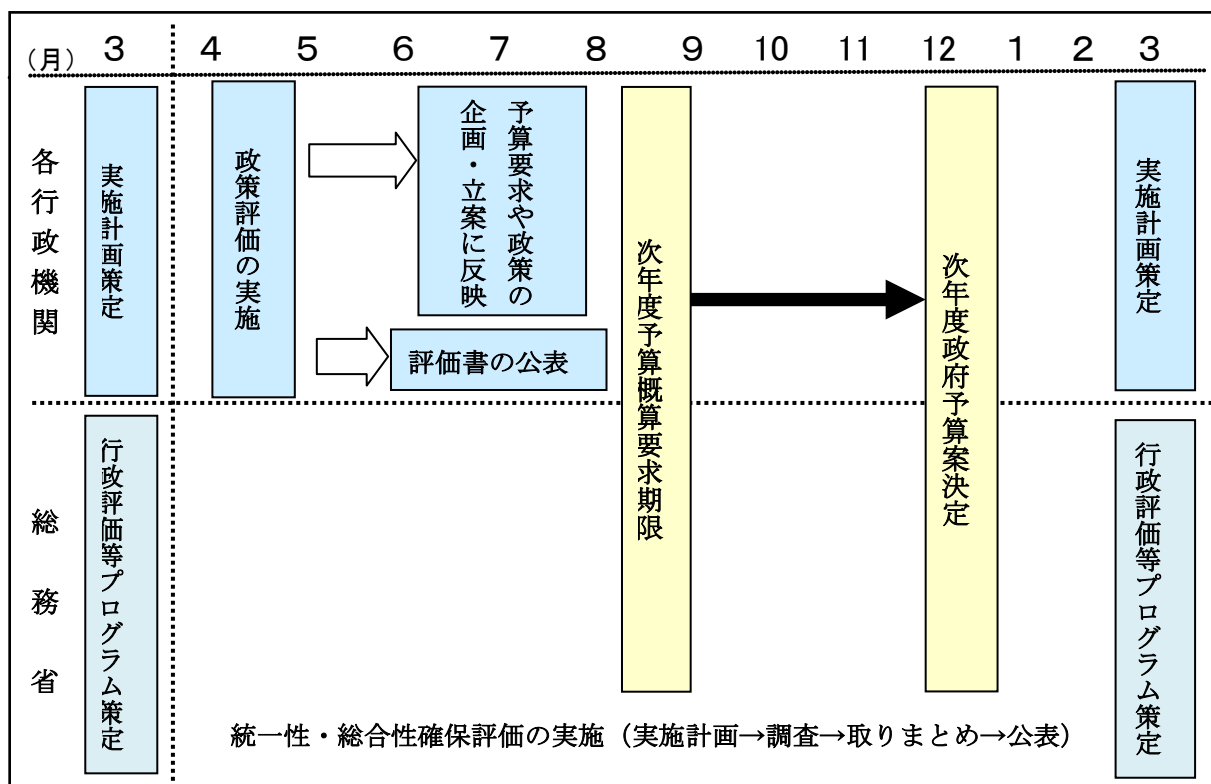 (月) 3 4 5 6 7 8 9 10 11 12 1 2 3
各行政機関
実施計画策定
政策評価の実施
予算要求や政策の
企画・立案に反映
評価書の公表
次年度予算概算要求期限
次年度政府予算案決定
実施計画策定
総務省
行政評価等プログラム策定
行政評価等プログラム策定
統一性・総合性確保評価の実施（実施計画→調査→取りまとめ→公表）